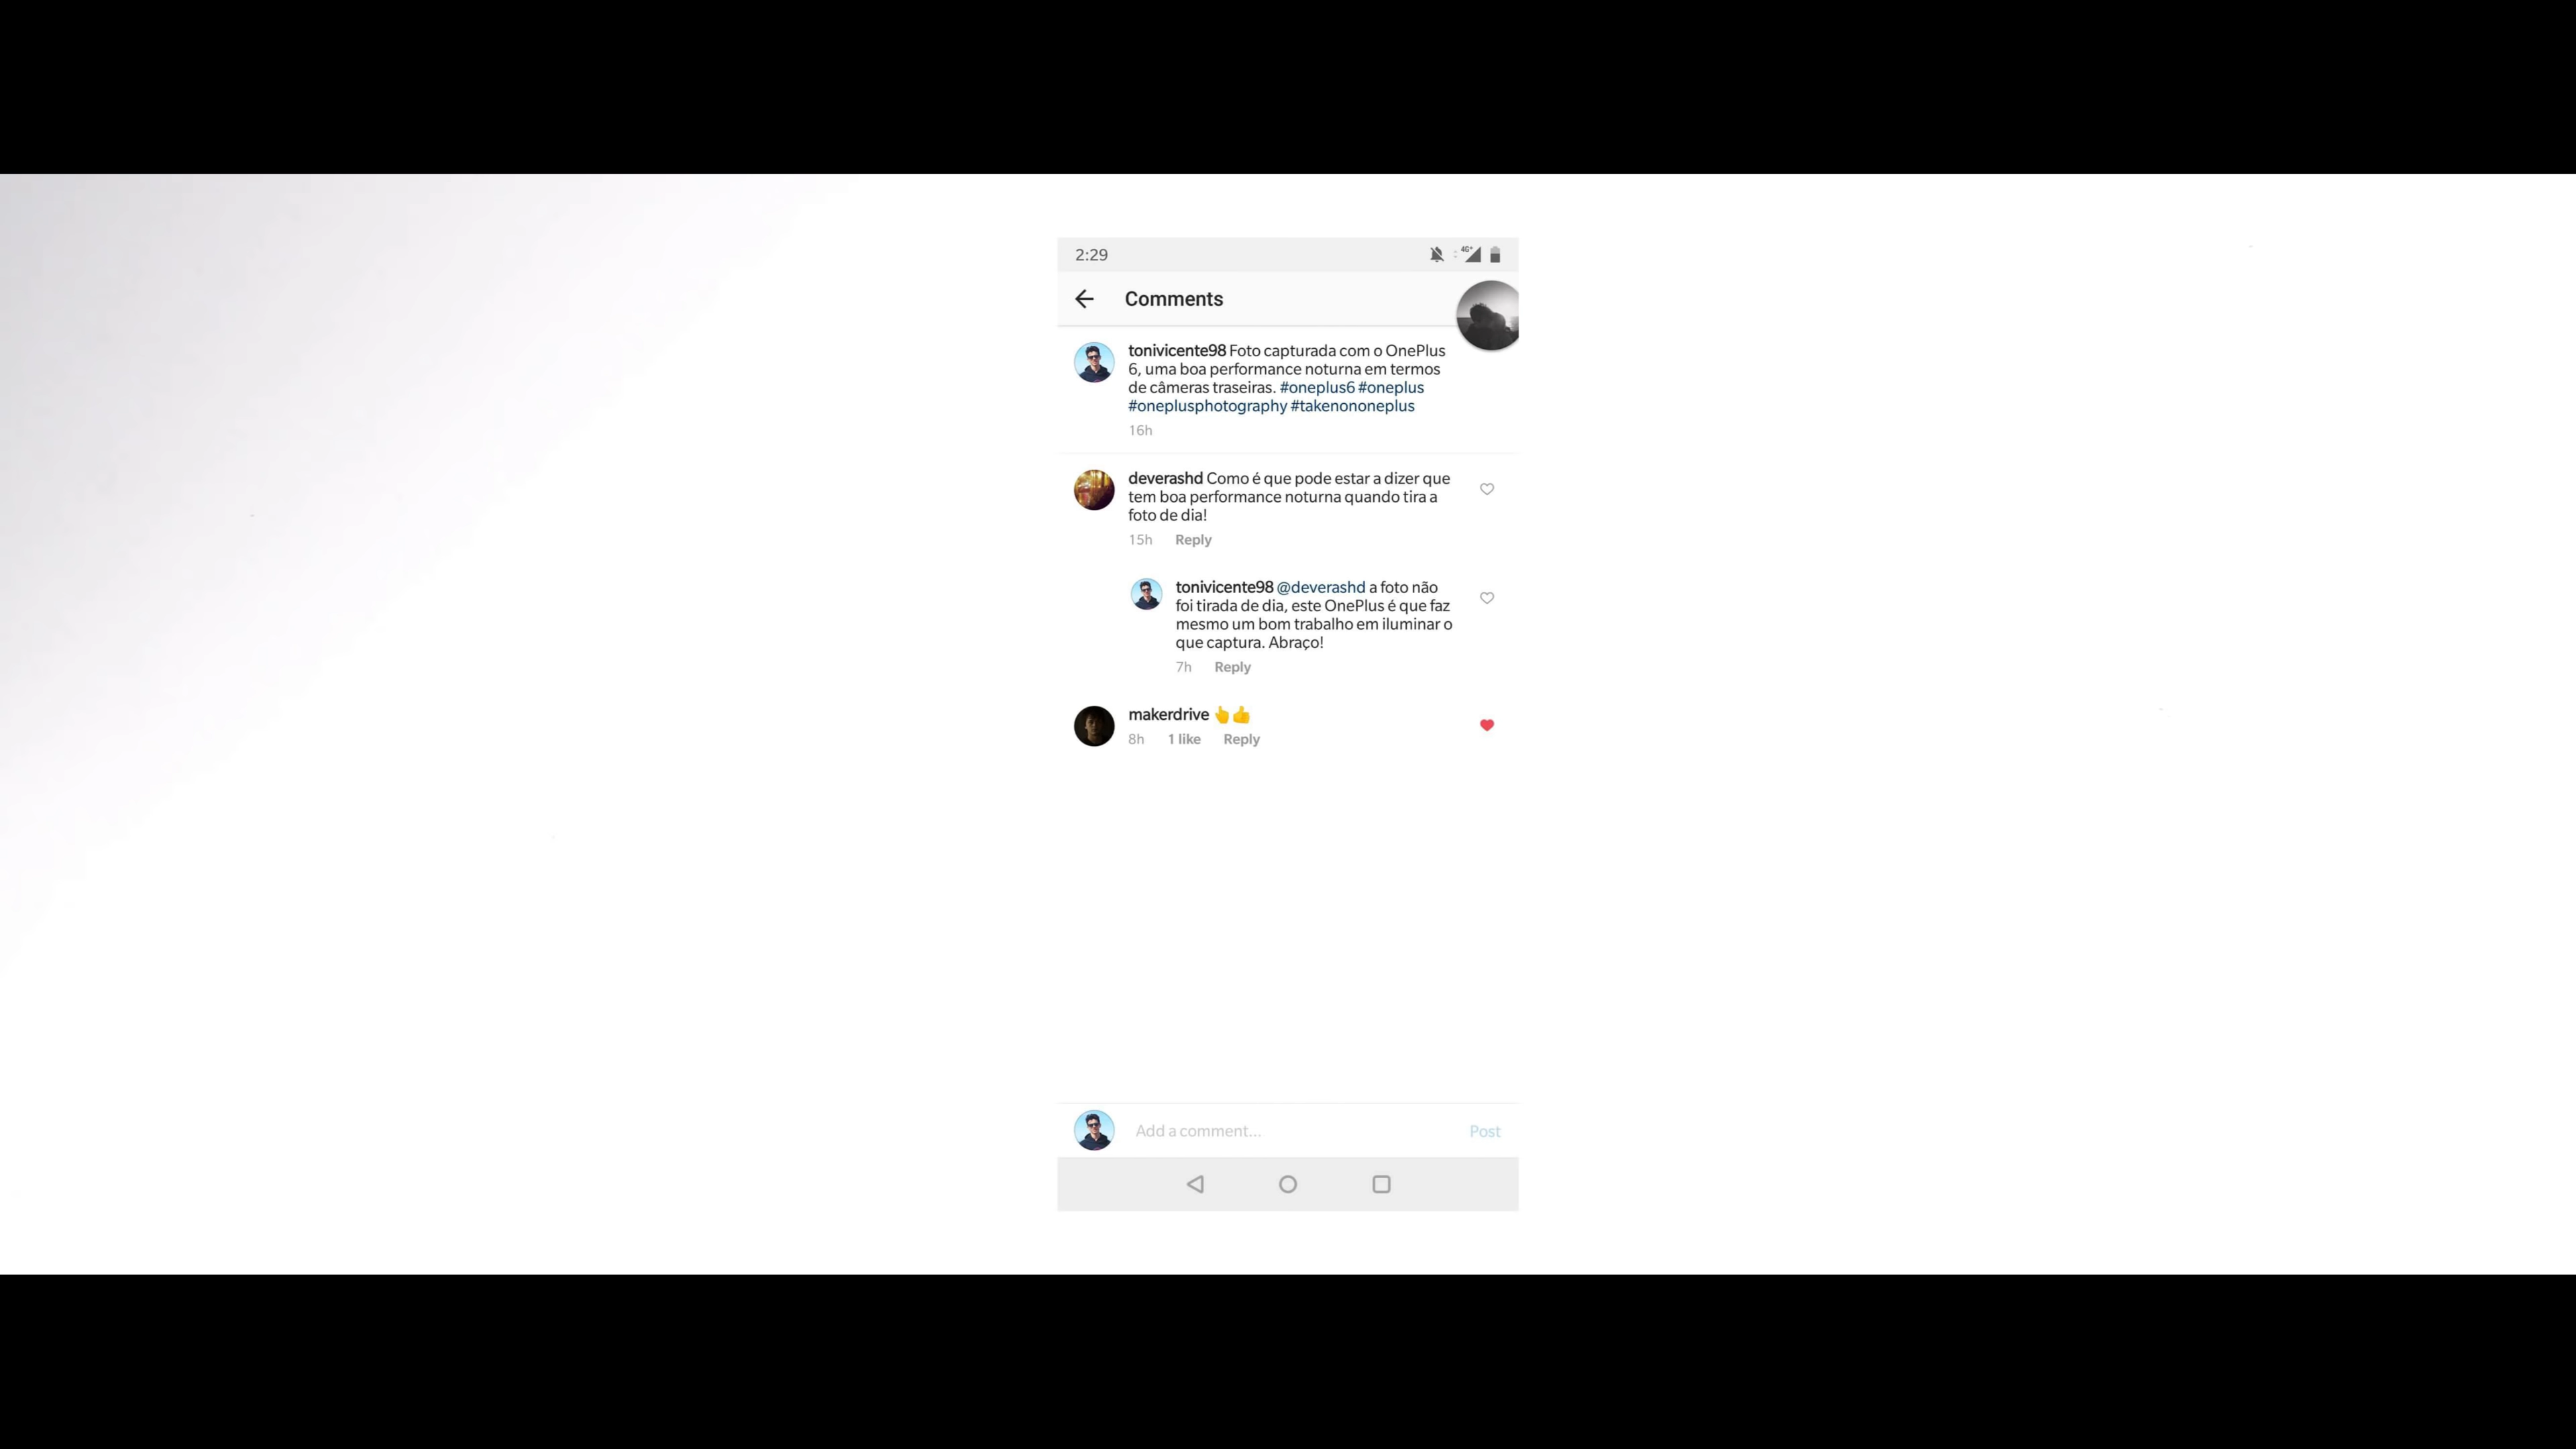 2:29
4G+
Comments
tonivicente98 Foto capturada com o OnePlus
6, uma boa performance noturna em termos
de câmeras traseiras. #oneplus6 #oneplus
#oneplusphotography #takenononeplus
16h
deverashd Como é que pode estar a dizer que
tem boa performance noturna quando tira a
foto de dia!
15h Reply
tonivicente98 @deverashd a foto não
foi tirada de dia, este OnePlus é que faz
mesmo um bom trabalho em iluminar o
que captura. Abraço!
7h Reply
makerdrive 👆👍
8h 1 like Reply
Add a comment...
Post